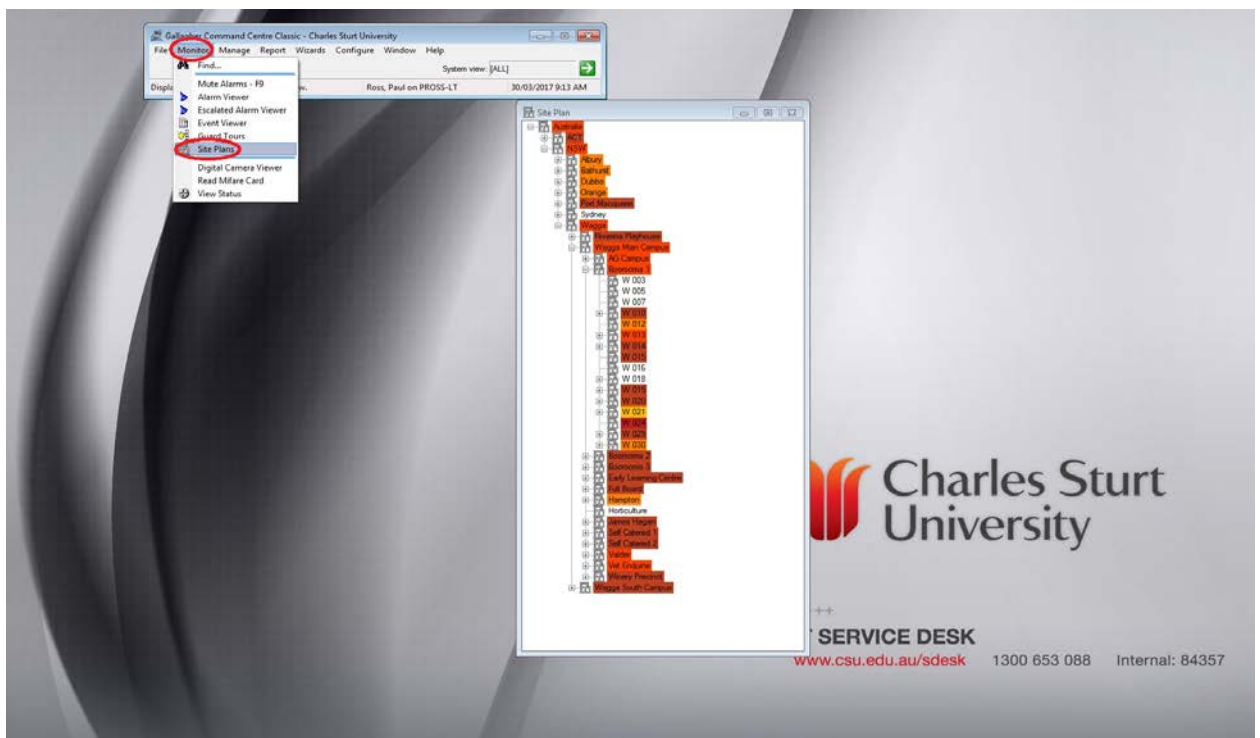 Gallagher Command Centre Classic - Charles Sturt University
File Monitor Manage Report Wizards Configure Window Help
Find...
System view: [ALL]
Mute Alarms - F9
Displa
w.
Ross, Paul on PROSS-LT
30/03/2017 9:13 AM
Alarm Viewer
Escalated Alarm Viewer
Event Viewer
Guard Tours
Site Plans
Digital Camera Viewer
Read Mifare Card
View Status
Site Plan
Australia
ACT
NSW
Albury
Bathurst
Dubbo
Orange
Port Macquarie
Sydney
Wagga
Riverina Playhouse
Wagga Main Campus
AG Campus
Boorooma 1
W 003
W 005
W 007
W 010
W 012
W 013
W 014
W 015
W 016
W 018
W 019
W 020
W 021
W 024
W 029
W 030
Boorooma 2
Boorooma 3
Early Learning Centre
Full Board
Hampton
Horticulture
James Hagan
Self Catered 1
Self Catered 2
Valder
Vet Enquine
Winery Precinct
Wagga South Campus
Charles Sturt
University
++
SERVICE DESK
www.csu.edu.au/sdesk 1300 653 088 Internal: 84357